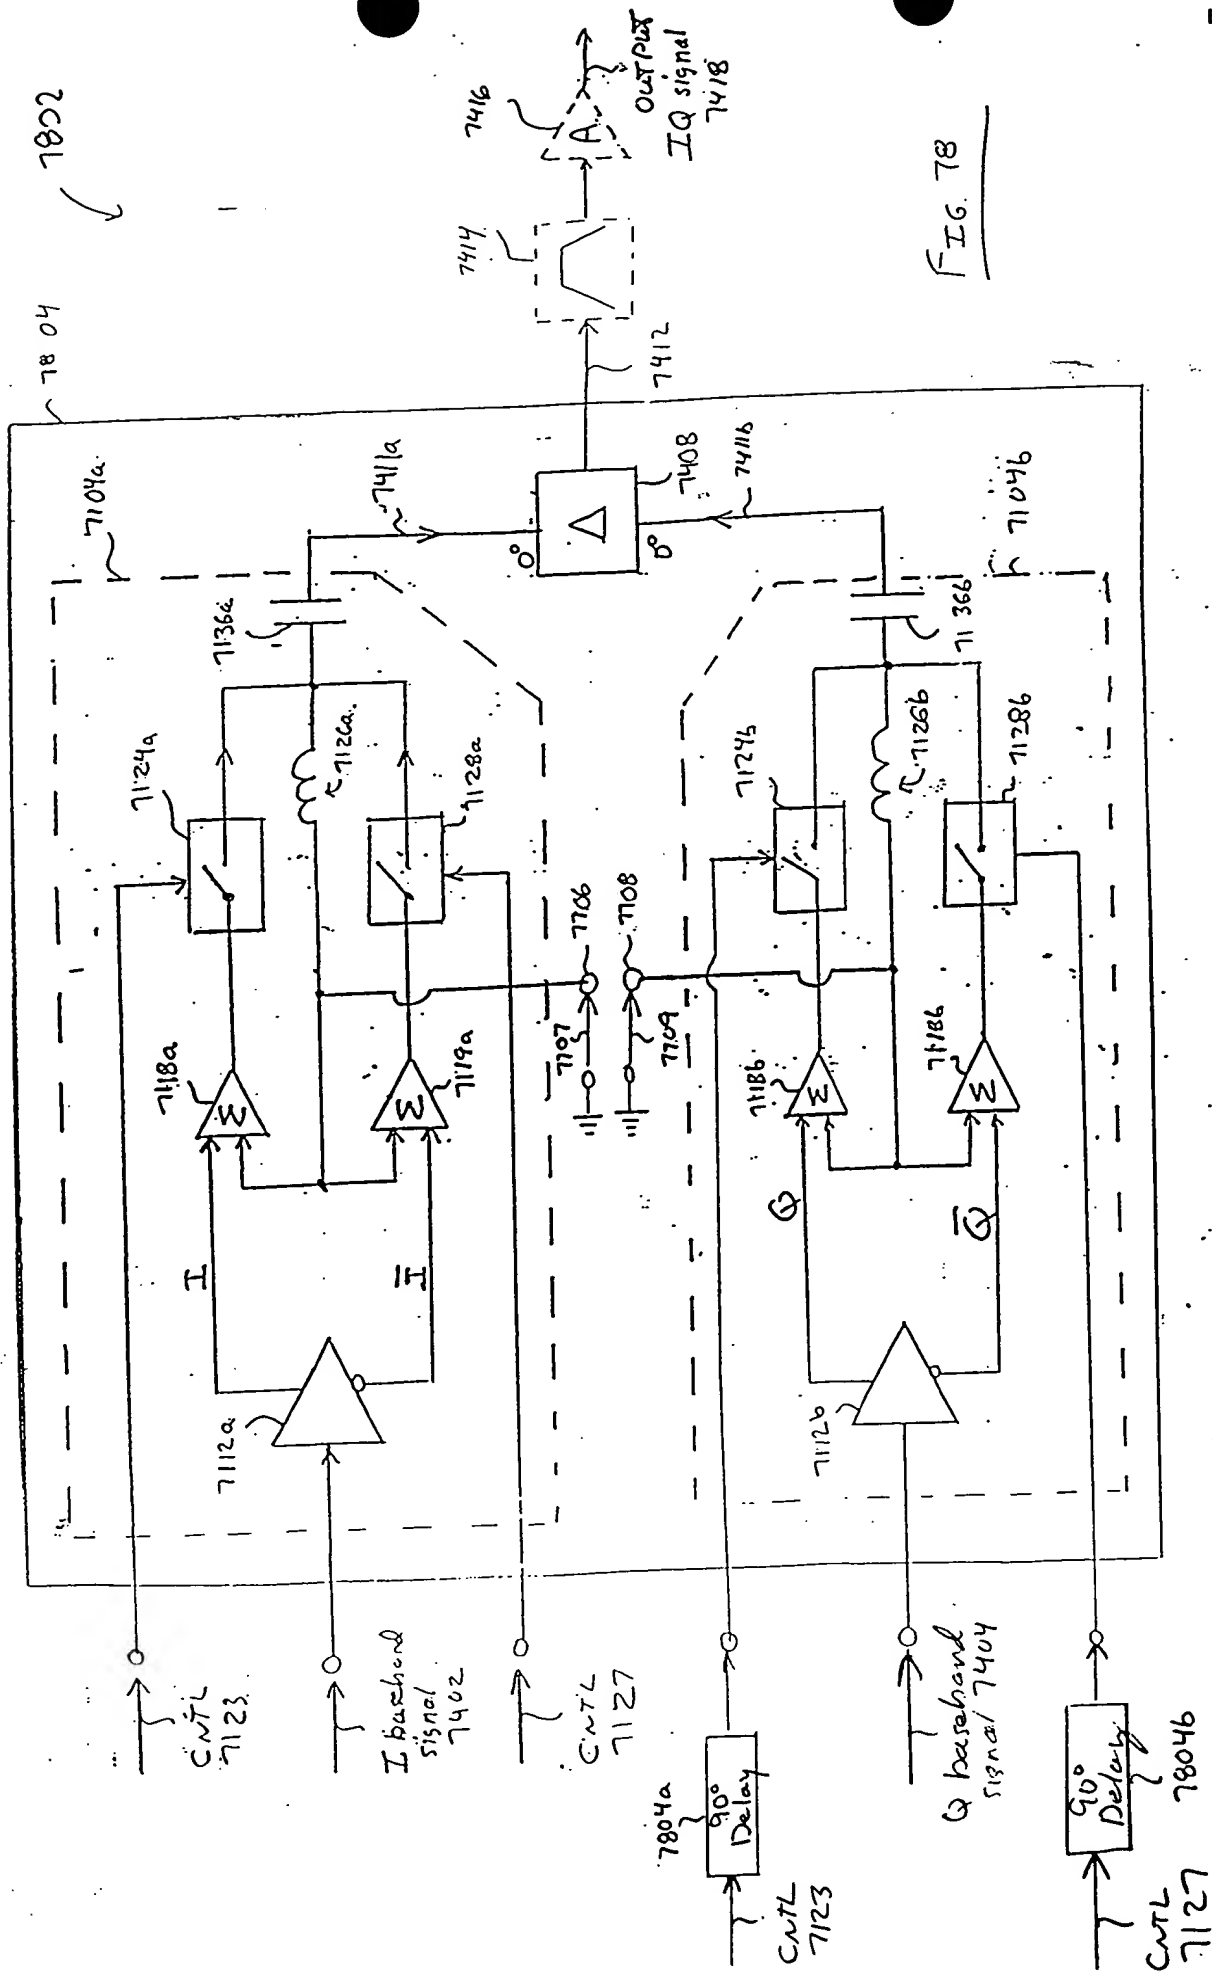 7802
7804
7104a
7124a
7136a
7126a
7128a
7118a
7119a
Σ
Σ
I
I̅
7112a
CNTL
7123
I baseband
signal
7402
CNTL
7127
7411a
0°
Δ
7408
0°
7411b
7412
7414
7416
A
OUTPUT
IQ signal
7418
7706
7707
7708
7709
7104b
7124b
7136b
7126b
7128b
7118b
7118b
Σ
Σ
Q
Q̅
7112b
7804a
90°
Delay
CNTL
7123
Q baseband
signal 7404
90°
Delay
7804b
CNTL
7127
FIG. 78